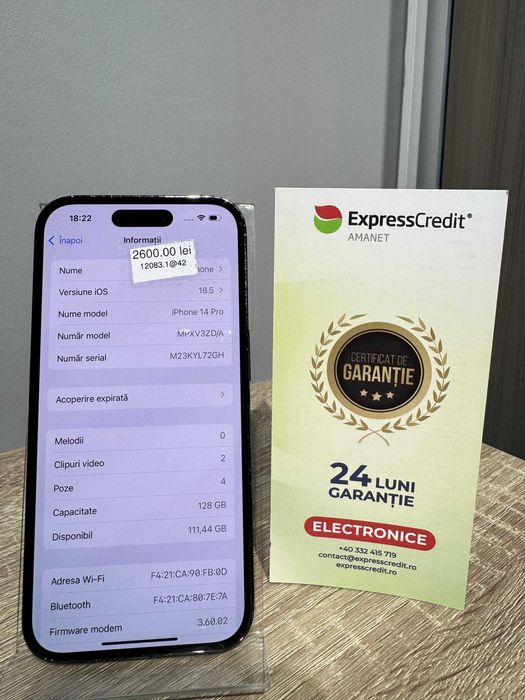 18:22
Înapoi
Informații
2600.00 lei
12083.1@42
Nume
hone
Versiune iOS 18.5
Nume model iPhone 14 Pro
Număr model MPXV3ZD/A
Număr serial M23KYL72GH
Acoperire expirată
Melodii 0
Clipuri video 2
Poze 4
Capacitate 128 GB
Disponibil 111,44 GB
Adresa Wi-Fi F4:21:CA:90:FB:0D
Bluetooth F4:21:CA:80:7E:7A
Firmware modem 3.60.02
ExpressCredit®
AMANET
CERTIFICAT DE
GARANȚIE
24 LUNI
GARANȚIE
ELECTRONICE
+40 332 415 719
contact@expresscredit.ro
expresscredit.ro